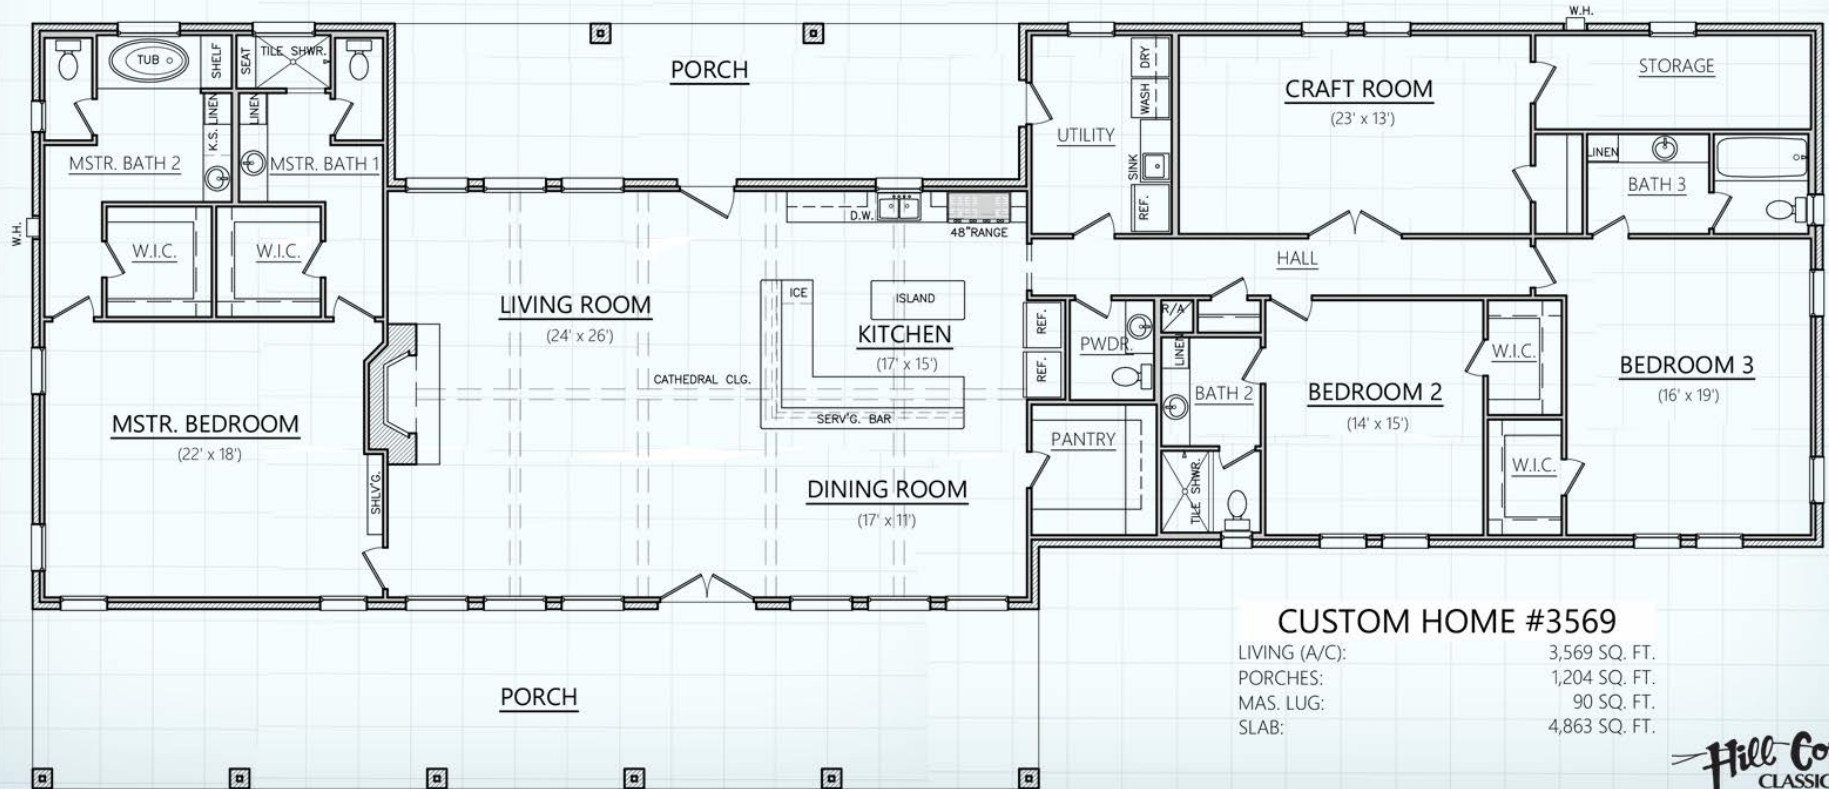 W.H.
TUB
SHELF
SEAT
TILE SHWR.
LINEN
LINEN
K.S.
MSTR. BATH 2
MSTR. BATH 1
W.H.
W.I.C.
W.I.C.
MSTR. BEDROOM
(22' x 18')
SHLV'G.
PORCH
LIVING ROOM
(24' x 26')
CATHEDRAL CLG.
D.W.
48"RANGE
ICE
ISLAND
KITCHEN
(17' x 15')
SERV'G. BAR
DINING ROOM
(17' x 11')
UTILITY
DRY
WASH
SINK
REF.
CRAFT ROOM
(23' x 13')
STORAGE
LINEN
BATH 3
HALL
REF.
REF.
PWDR.
R/A
LINEN
BATH 2
TILE SHWR.
PANTRY
BEDROOM 2
(14' x 15')
W.I.C.
W.I.C.
BEDROOM 3
(16' x 19')
PORCH
CUSTOM HOME #3569
LIVING (A/C): 3,569 SQ. FT.
PORCHES: 1,204 SQ. FT.
MAS. LUG: 90 SQ. FT.
SLAB: 4,863 SQ. FT.
Hill Co
CLASSIC